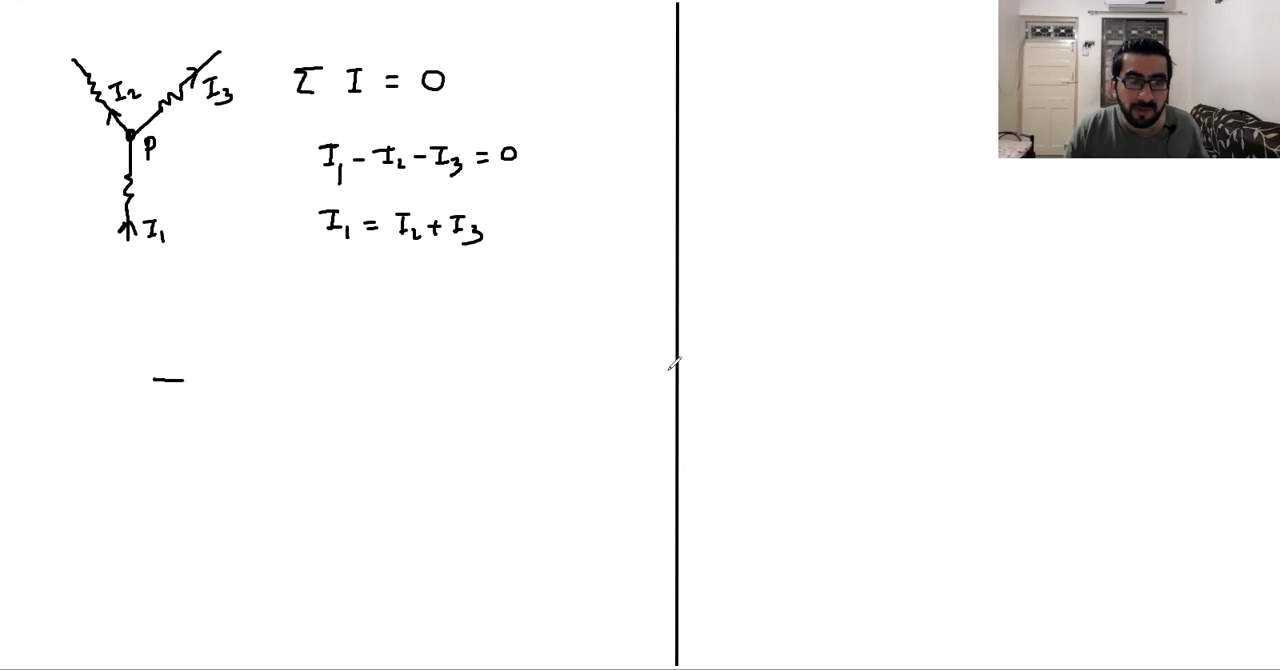 I₂
I₃
P
I₁
Σ I = 0
I₁ - I₂ - I₃ = 0
I₁ = I₂ + I₃